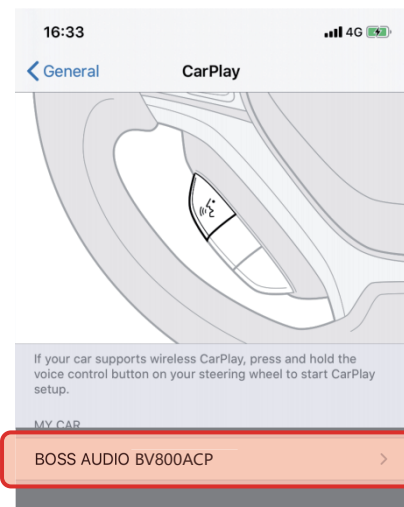 16:33
4G
General
CarPlay
If your car supports wireless CarPlay, press and hold the
voice control button on your steering wheel to start CarPlay
setup.
MY CAR
BOSS AUDIO BV800ACP